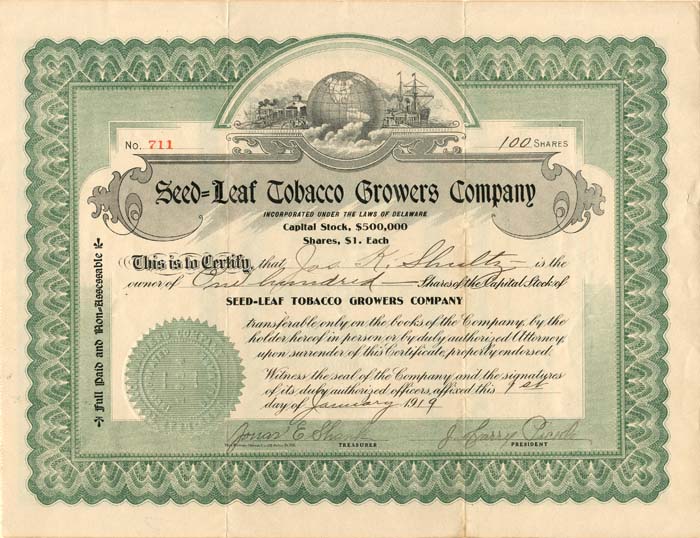 No. 711
100 SHARES
Seed=Leaf Tobacco Growers Company
INCORPORATED UNDER THE LAWS OF DELAWARE
Capital Stock, $500,000
Shares, $1. Each
This is to Certify, that Jos K. Shultz is the
owner of One hundred Shares of the Capital Stock of
SEED-LEAF TOBACCO GROWERS COMPANY
transferable only on the books of the Company by the
holder hereof in person or by duly authorized Attorney
upon surrender of this Certificate properly endorsed.
Witness the seal of the Company and the signatures
of its duly authorized officers, affixed this 1st
day of January 1919
Jonas E.
TREASURER
J.
PRESIDENT
Full Paid and Non-Assessable